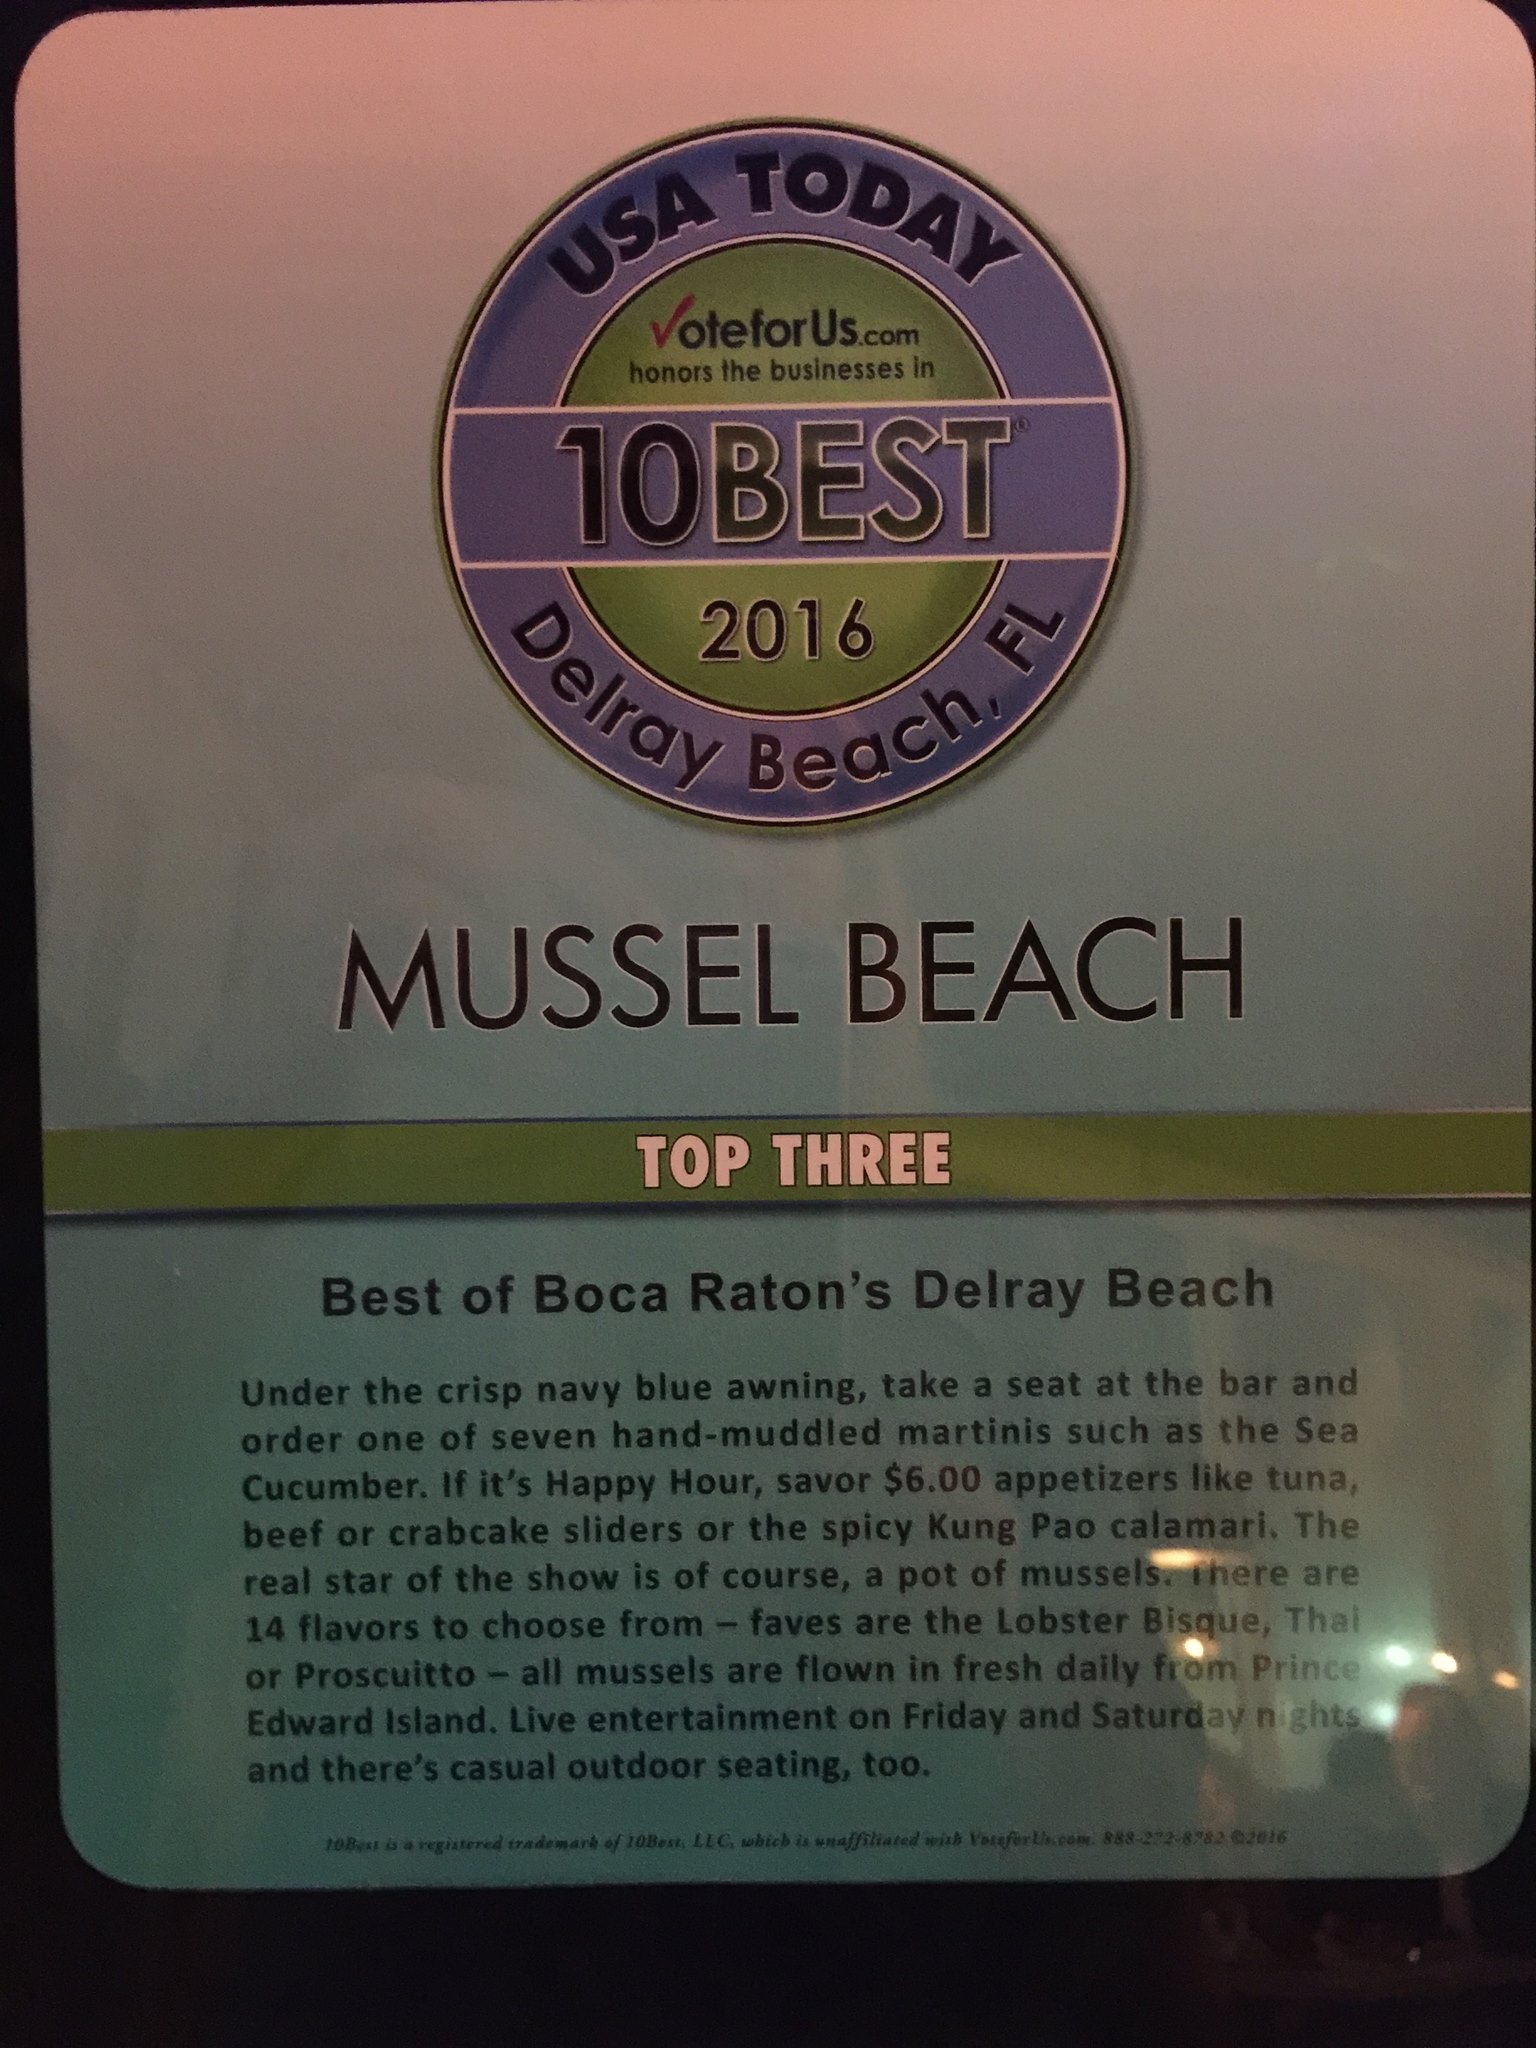 USA TODAY
VoteforUs.com
honors the businesses in
10BEST®
2016
Delray Beach, FL
MUSSEL BEACH
TOP THREE
Best of Boca Raton's Delray Beach
Under the crisp navy blue awning, take a seat at the bar and
order one of seven hand-muddled martinis such as the Sea
Cucumber. If it's Happy Hour, savor $6.00 appetizers like tuna,
beef or crabcake sliders or the spicy Kung Pao calamari. The
real star of the show is of course, a pot of mussels. There are
14 flavors to choose from – faves are the Lobster Bisque, Thai
or Proscuitto – all mussels are flown in fresh daily from Prince
Edward Island. Live entertainment on Friday and Saturday nights
and there's casual outdoor seating, too.
10Best is a registered trademark of 10Best, LLC, which is unaffiliated with VoteforUs.com. 888-272-8782 ©2016